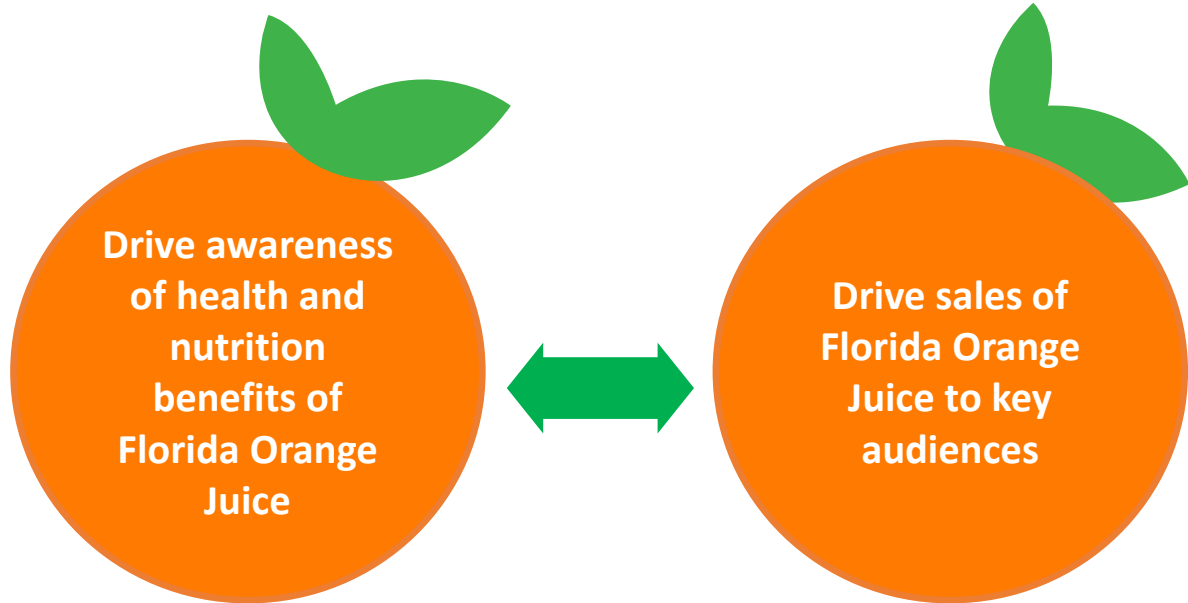 Drive awareness
of health and
nutrition
benefits of
Florida Orange
Juice
Drive sales of
Florida Orange
Juice to key
audiences